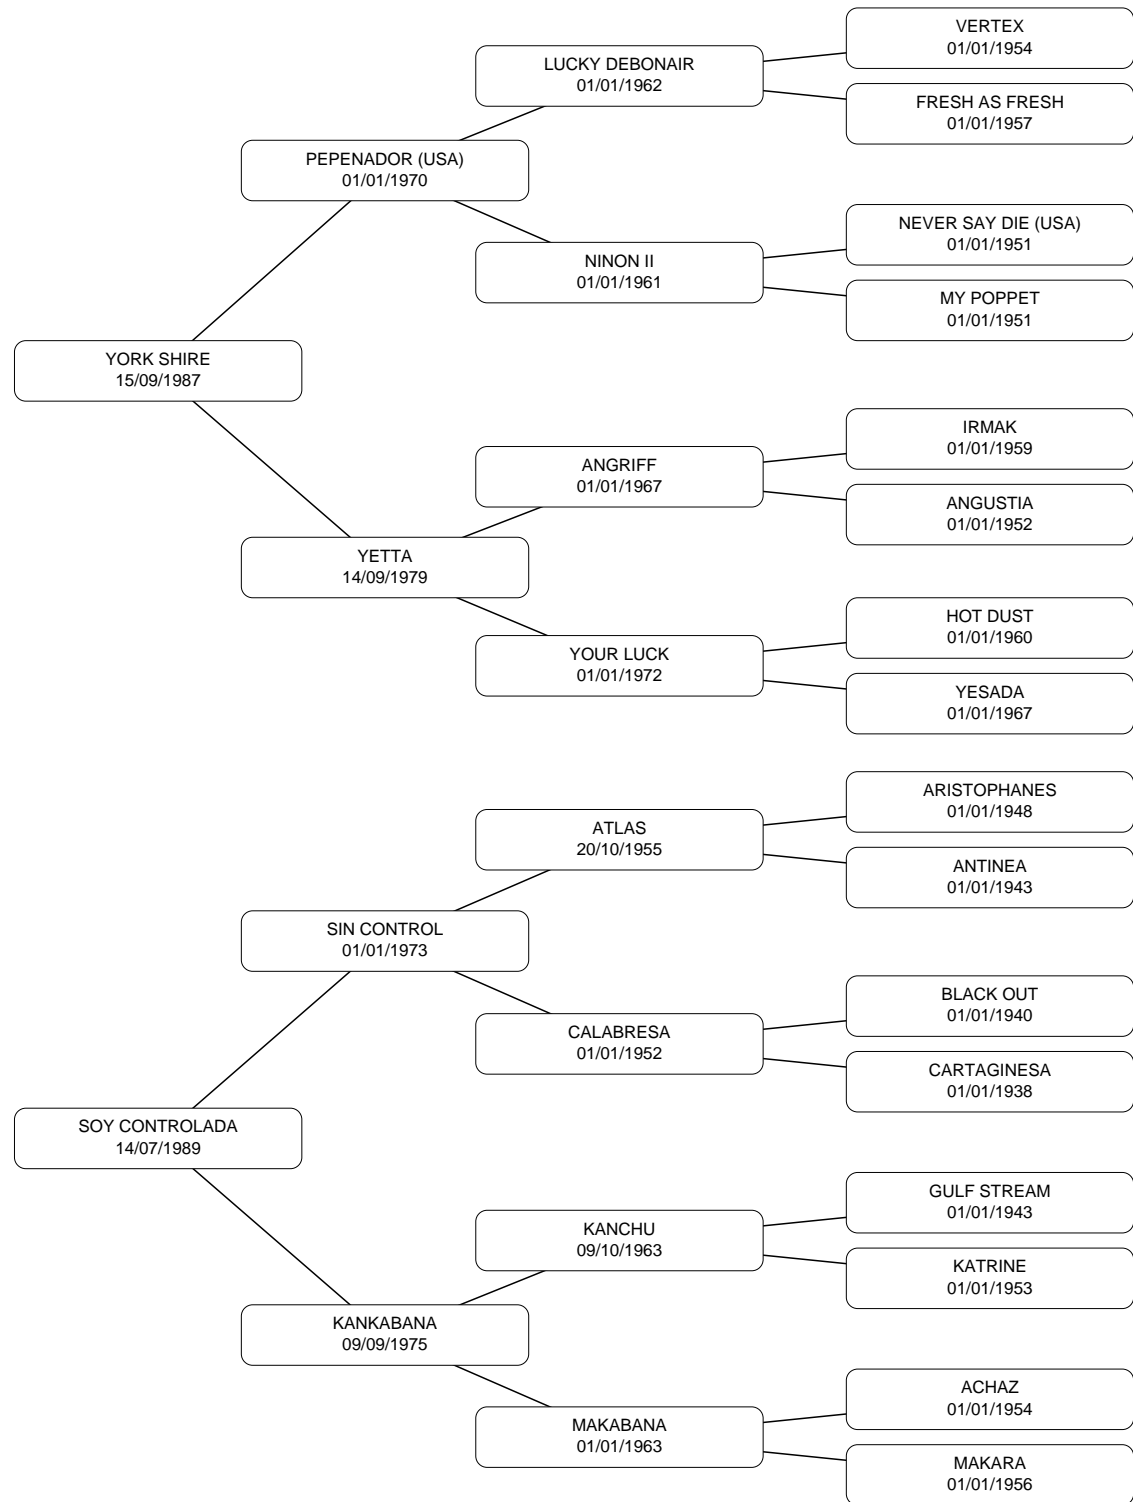 VERTEX
01/01/1954
LUCKY DEBONAIR
01/01/1962
FRESH AS FRESH
01/01/1957
PEPENADOR (USA)
01/01/1970
NEVER SAY DIE (USA)
01/01/1951
NINON II
01/01/1961
MY POPPET
01/01/1951
YORK SHIRE
15/09/1987
IRMAK
01/01/1959
ANGRIFF
01/01/1967
ANGUSTIA
01/01/1952
YETTA
14/09/1979
HOT DUST
01/01/1960
YOUR LUCK
01/01/1972
YESADA
01/01/1967
ARISTOPHANES
01/01/1948
ATLAS
20/10/1955
ANTINEA
01/01/1943
SIN CONTROL
01/01/1973
BLACK OUT
01/01/1940
CALABRESA
01/01/1952
CARTAGINESA
01/01/1938
SOY CONTROLADA
14/07/1989
GULF STREAM
01/01/1943
KANCHU
09/10/1963
KATRINE
01/01/1953
KANKABANA
09/09/1975
ACHAZ
01/01/1954
MAKABANA
01/01/1963
MAKARA
01/01/1956